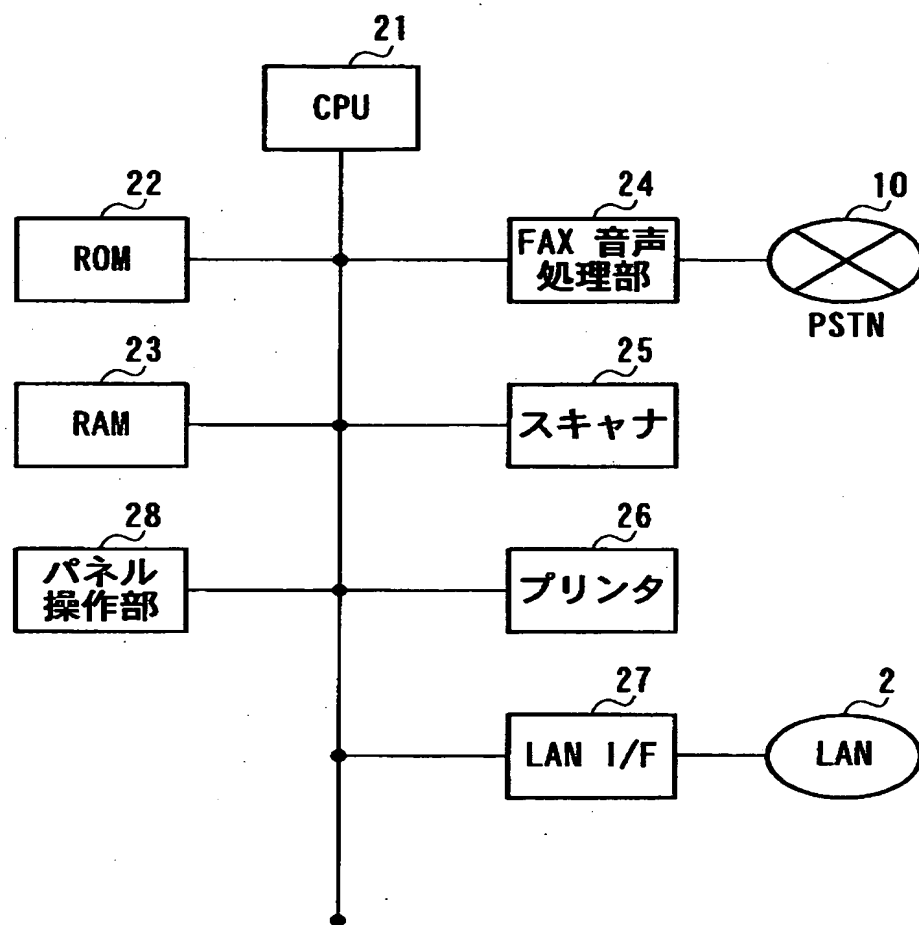 21
CPU
22
ROM
24
FAX 音声
処理部
10
PSTN
23
RAM
25
スキャナ
28
パネル
操作部
26
プリンタ
27
LAN I/F
2
LAN